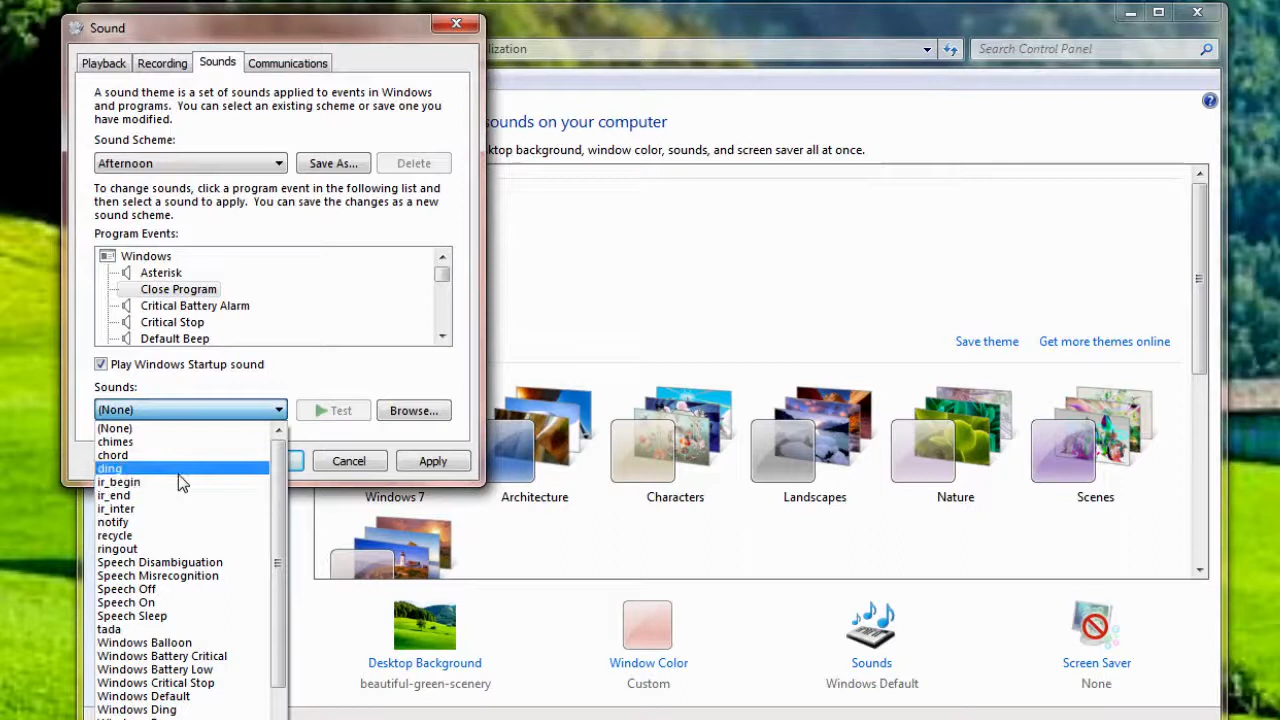 Sound
lization
Search Control Panel
Playback
Recording
Sounds
Communications
A sound theme is a set of sounds applied to events in Windows
and programs. You can select an existing scheme or save one you
have modified.
Sound Scheme:
Afternoon
Save As...
Delete
To change sounds, click a program event in the following list and
then select a sound to apply. You can save the changes as a new
sound scheme.
Program Events:
Windows
Asterisk
Close Program
Critical Battery Alarm
Critical Stop
Default Beep
Play Windows Startup sound
Sounds:
(None)
Test
Browse...
(None)
chimes
chord
ding
ir_begin
ir_end
ir_inter
notify
recycle
ringout
Speech Disambiguation
Speech Misrecognition
Speech Off
Speech On
Speech Sleep
tada
Windows Balloon
Windows Battery Critical
Windows Battery Low
Windows Critical Stop
Windows Default
Windows Ding
Cancel
Apply
sounds on your computer
ktop background, window color, sounds, and screen saver all at once.
Save theme
Get more themes online
Windows 7
Architecture
Characters
Landscapes
Nature
Scenes
Desktop Background
beautiful-green-scenery
Window Color
Custom
Sounds
Windows Default
Screen Saver
None